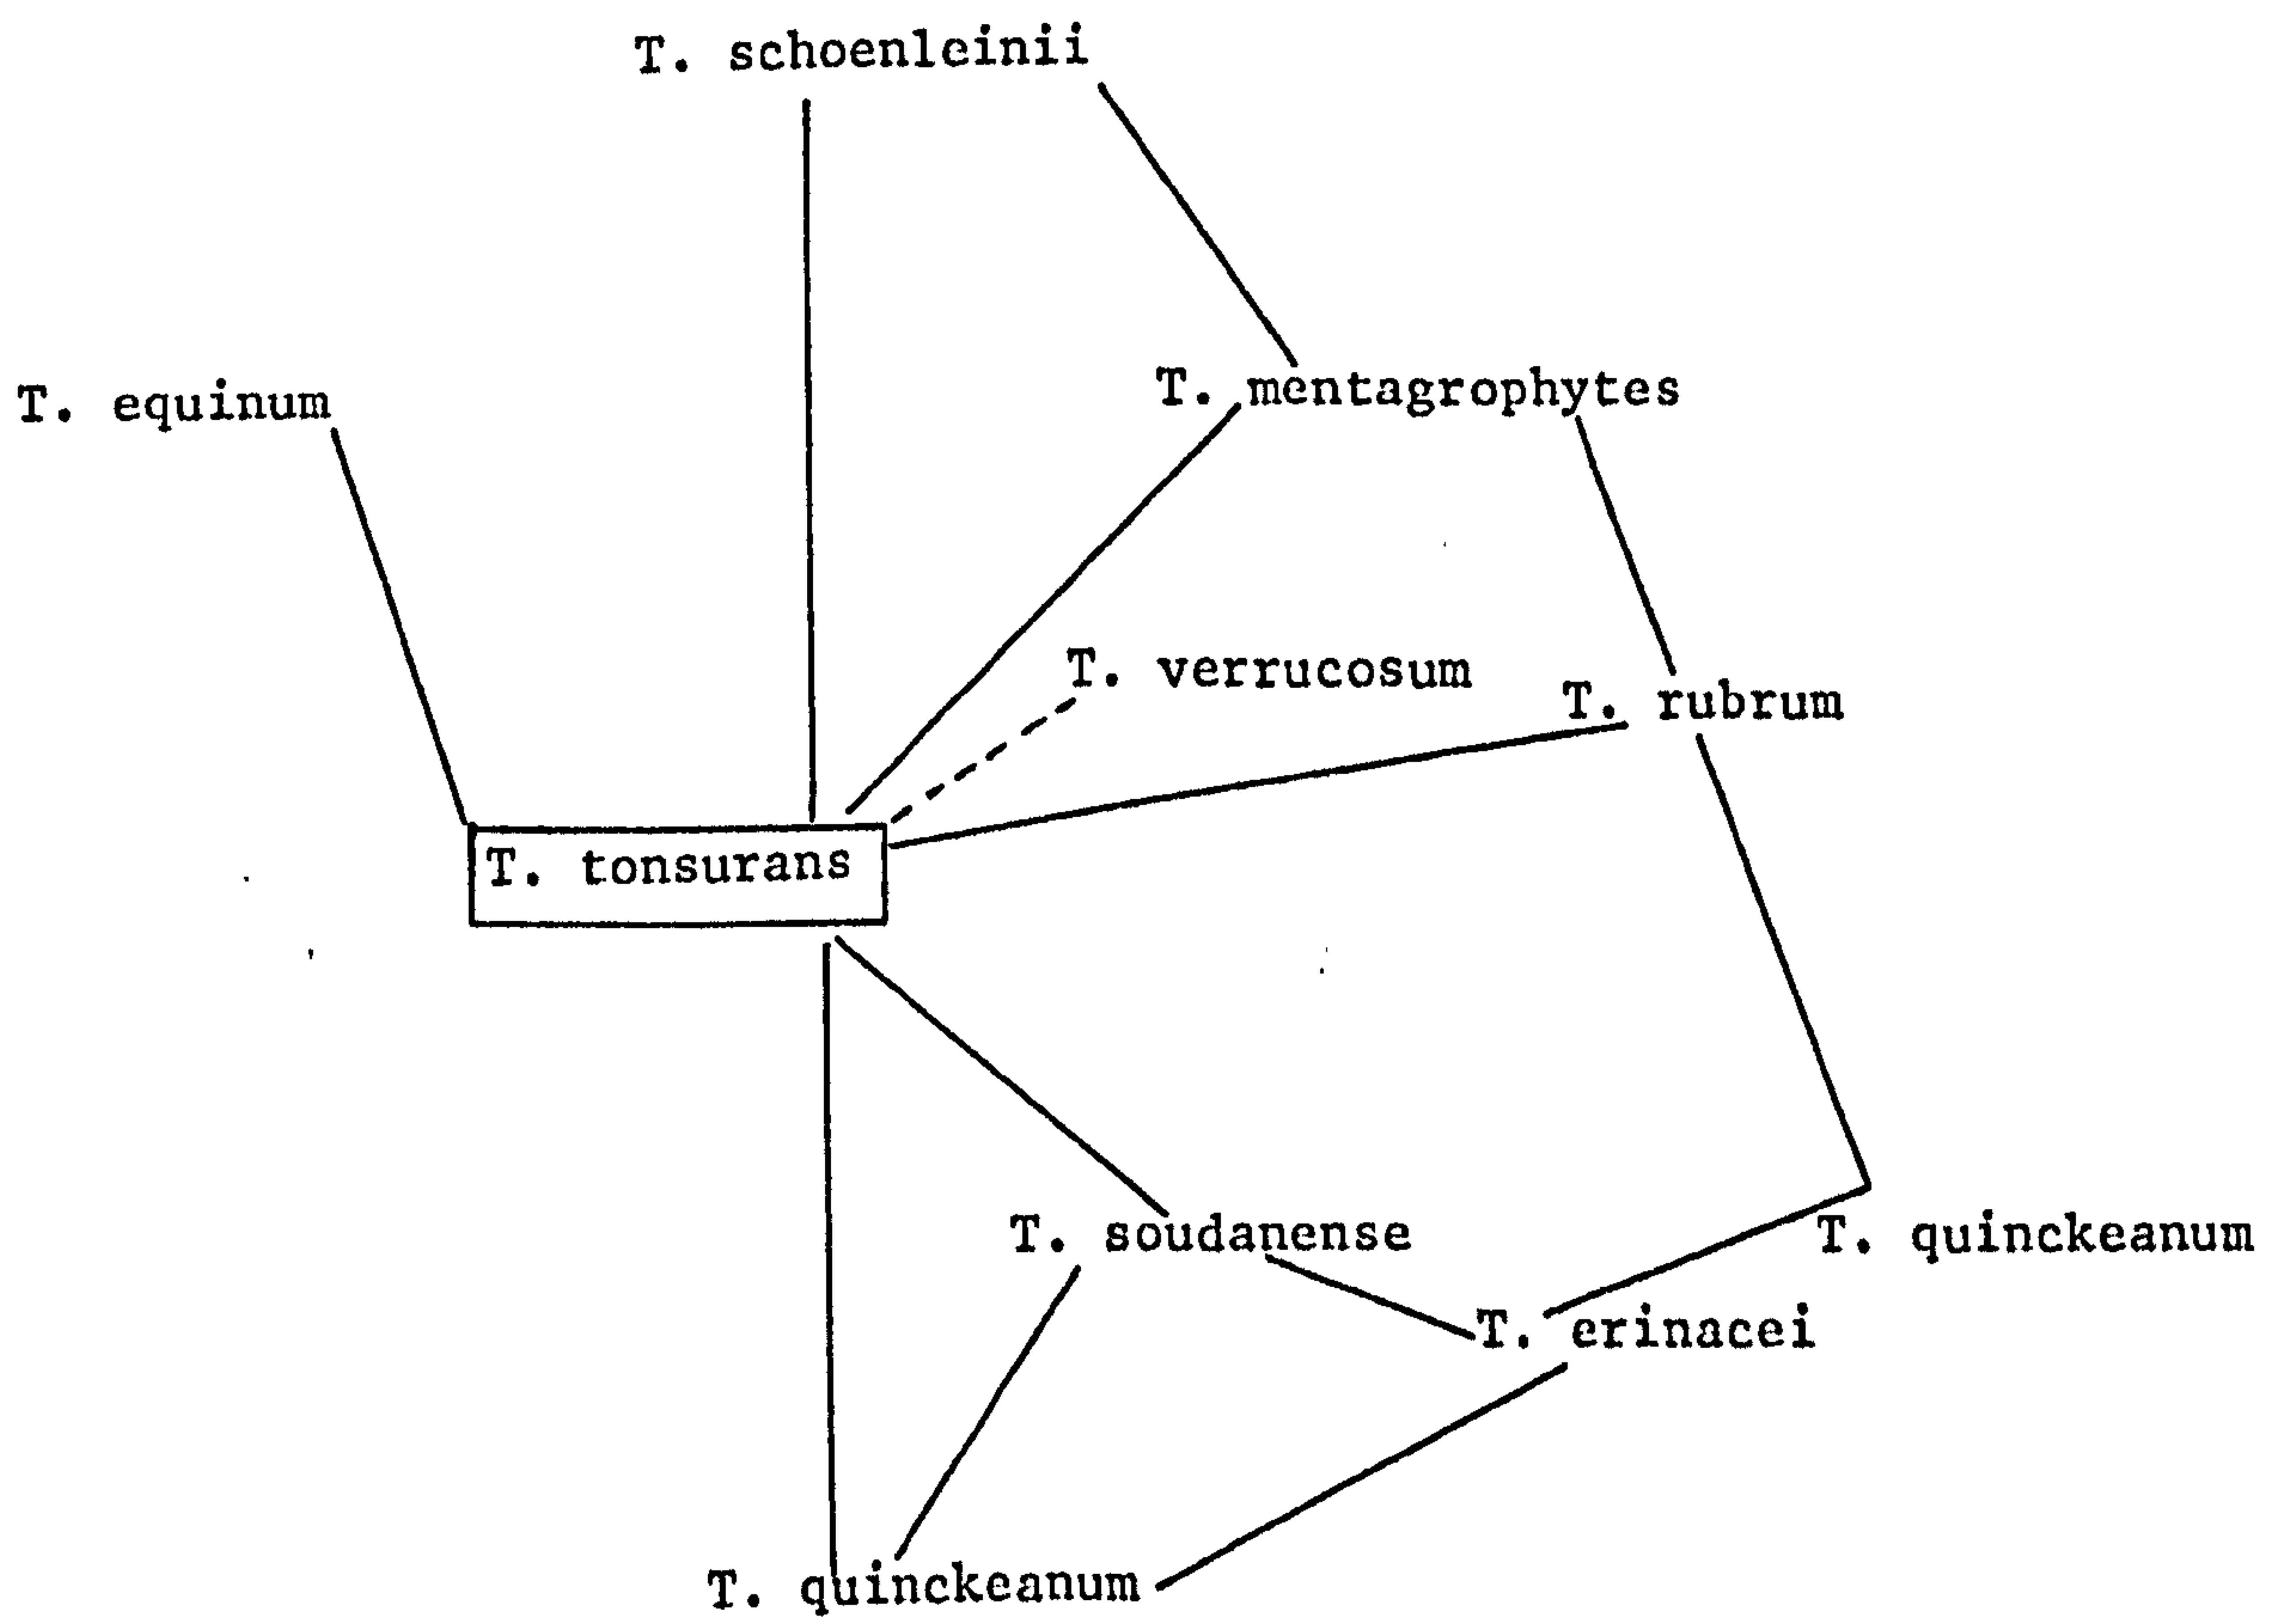 T. schoenleinii
T. equinum
T. mentagrophytes
T. verrucosum
T. rubrum
T. tonsurans
T. soudanense
T. quinckeanum
T. erinacei
T. quinckeanum